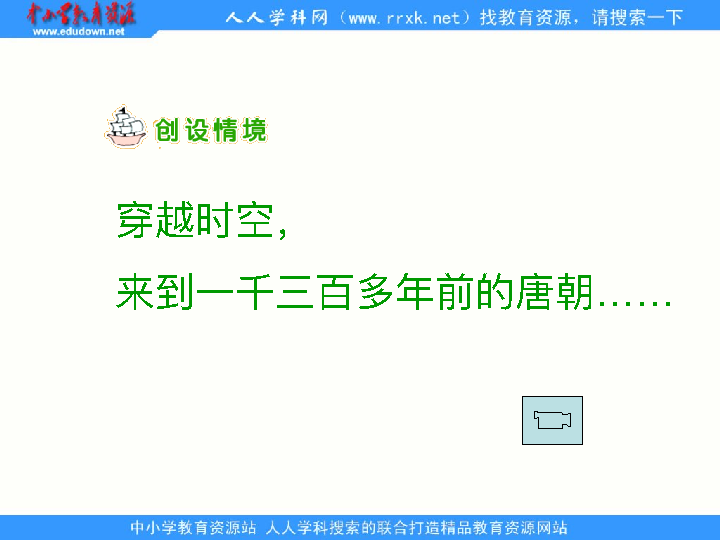 中小学教育资源
www.edudown.net
人人学科网（www.rrxk.net）找教育资源，请搜索一下
创设情境
穿越时空，
来到一千三百多年前的唐朝……
中小学教育资源站 人人学科搜索的联合打造精品教育资源网站